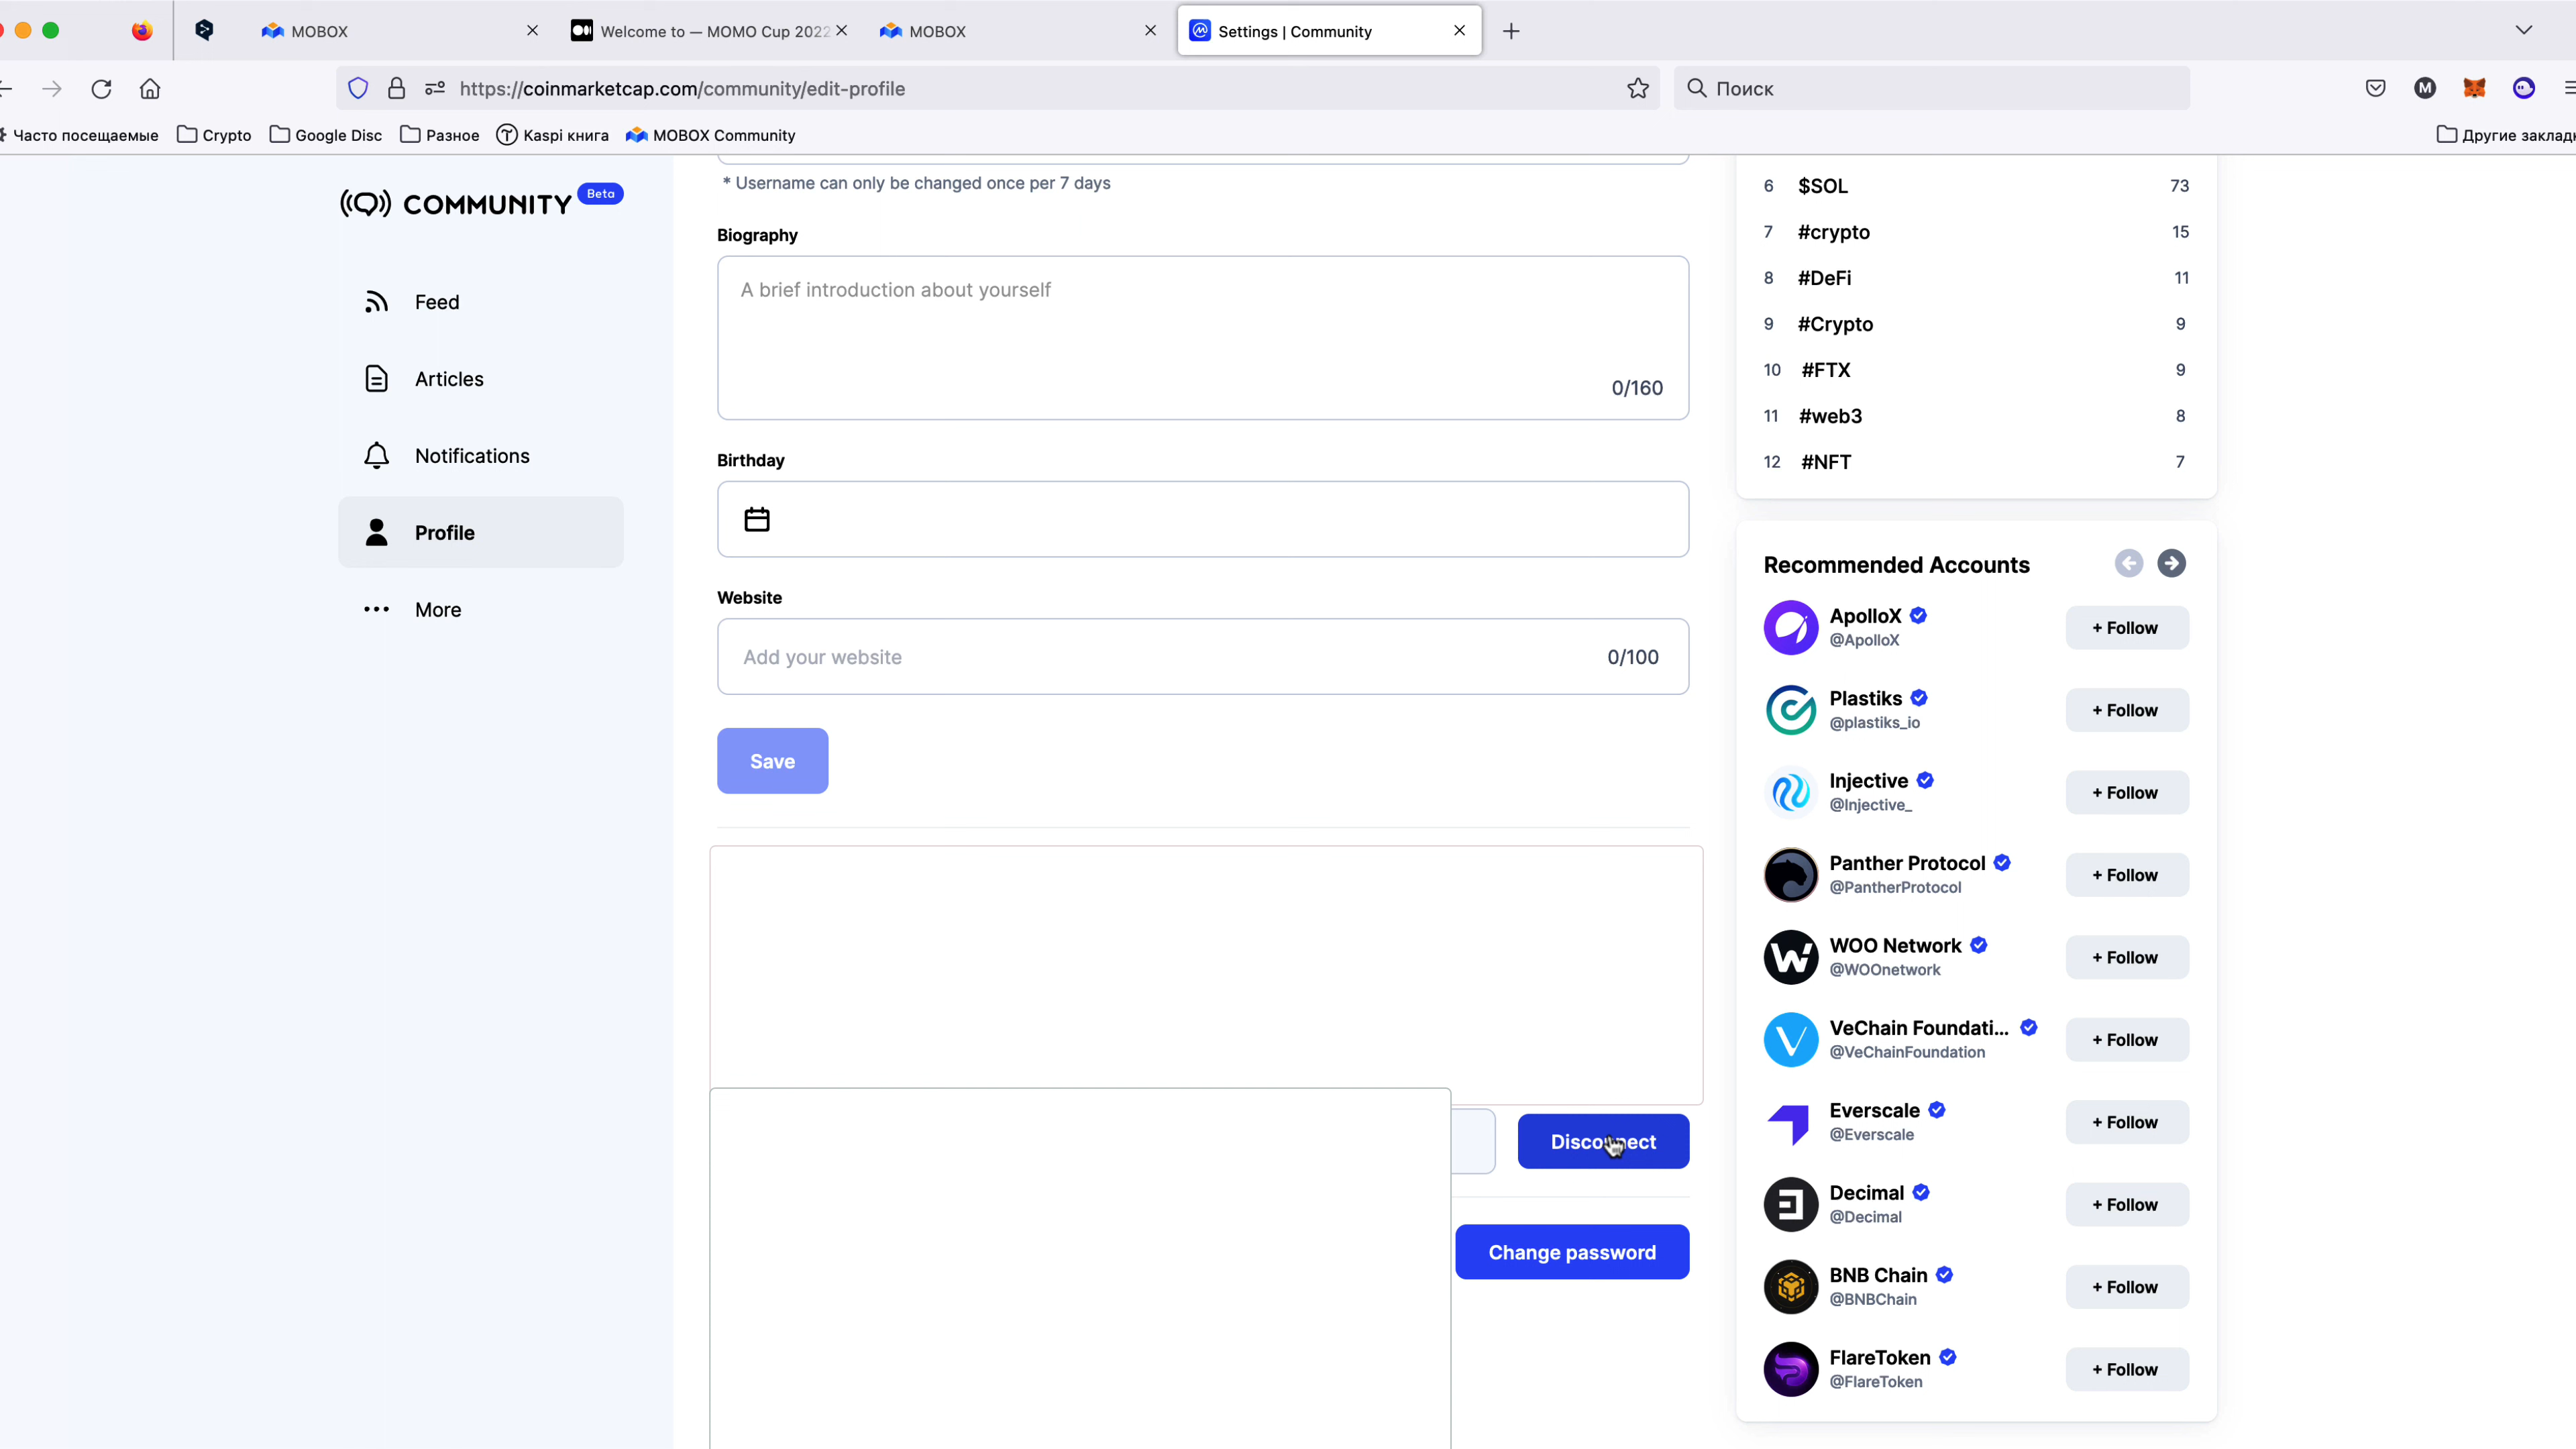 MOBOX
Welcome to — MOMO Cup 2022
MOBOX
Settings | Community
https://coinmarketcap.com/community/edit-profile
Поиск
Часто посещаемые
Crypto
Google Disc
Разное
Kaspi книга
MOBOX Community
Другие заклад
COMMUNITY
Beta
Feed
Articles
Notifications
Profile
More
* Username can only be changed once per 7 days
Biography
A brief introduction about yourself
0/160
Birthday
Website
Add your website
0/100
Save
Disconnect
Change password
6 $SOL 73
7 #crypto 15
8 #DeFi 11
9 #Crypto 9
10 #FTX 9
11 #web3 8
12 #NFT 7
Recommended Accounts
ApolloX
@ApolloX
+ Follow
Plastiks
@plastiks_io
+ Follow
Injective
@Injective_
+ Follow
Panther Protocol
@PantherProtocol
+ Follow
WOO Network
@WOOnetwork
+ Follow
VeChain Foundati...
@VeChainFoundation
+ Follow
Everscale
@Everscale
+ Follow
Decimal
@Decimal
+ Follow
BNB Chain
@BNBChain
+ Follow
FlareToken
@FlareToken
+ Follow